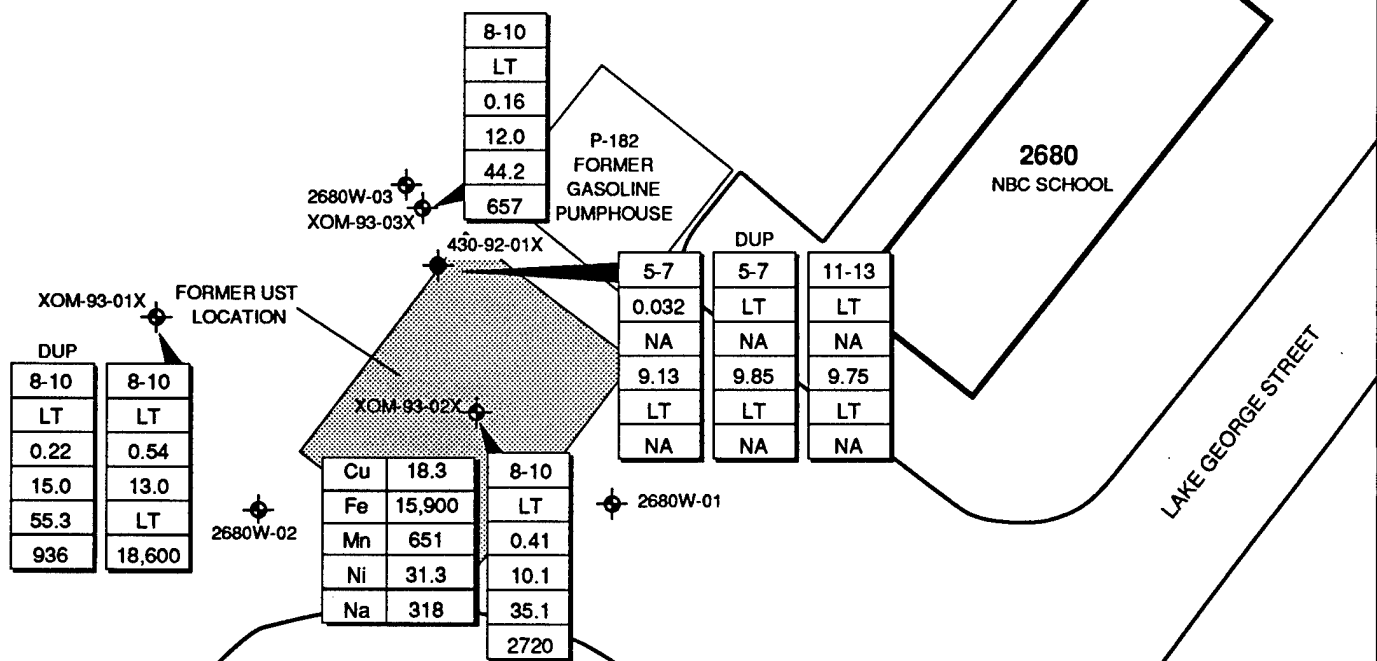 8-10
LT
0.16
12.0
44.2
657
P-182
FORMER
GASOLINE
PUMPHOUSE
2680
NBC SCHOOL
2680W-03
XOM-93-03X
430-92-01X
DUP
5-7 5-7 11-13
0.032 LT LT
NA NA NA
9.13 9.85 9.75
LT LT LT
NA NA NA
XOM-93-01X
FORMER UST
LOCATION
DUP
8-10 8-10
LT LT
0.22 0.54
15.0 13.0
55.3 LT
936 18,600
XOM-93-02X
2680W-02
Cu 18.3
Fe 15,900
Mn 651
Ni 31.3
Na 318
8-10
LT
0.41
10.1
35.1
2720
2680W-01
LAKE GEORGE STREET